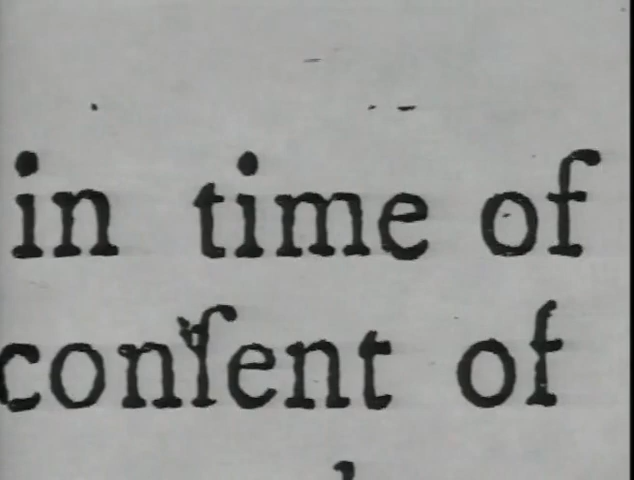 in time of
conſent of